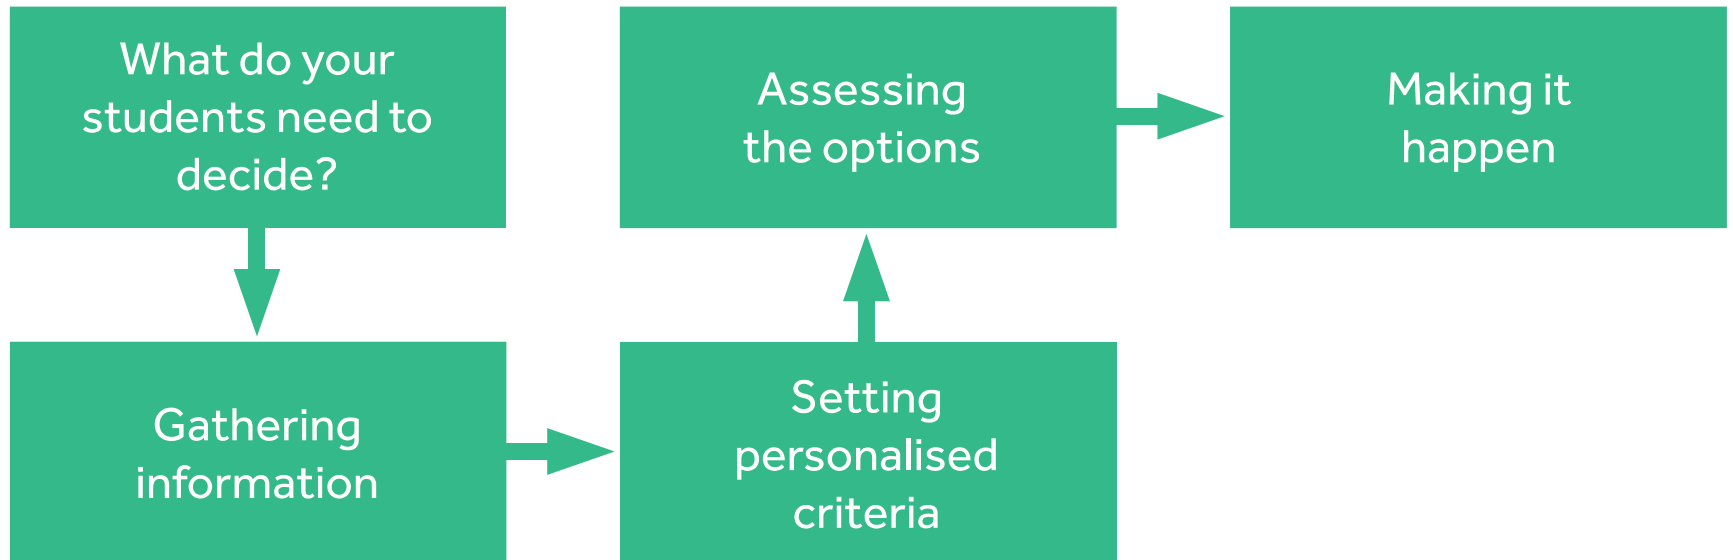 What do your
students need to
decide?
Gathering
information
Setting
personalised
criteria
Assessing
the options
Making it
happen